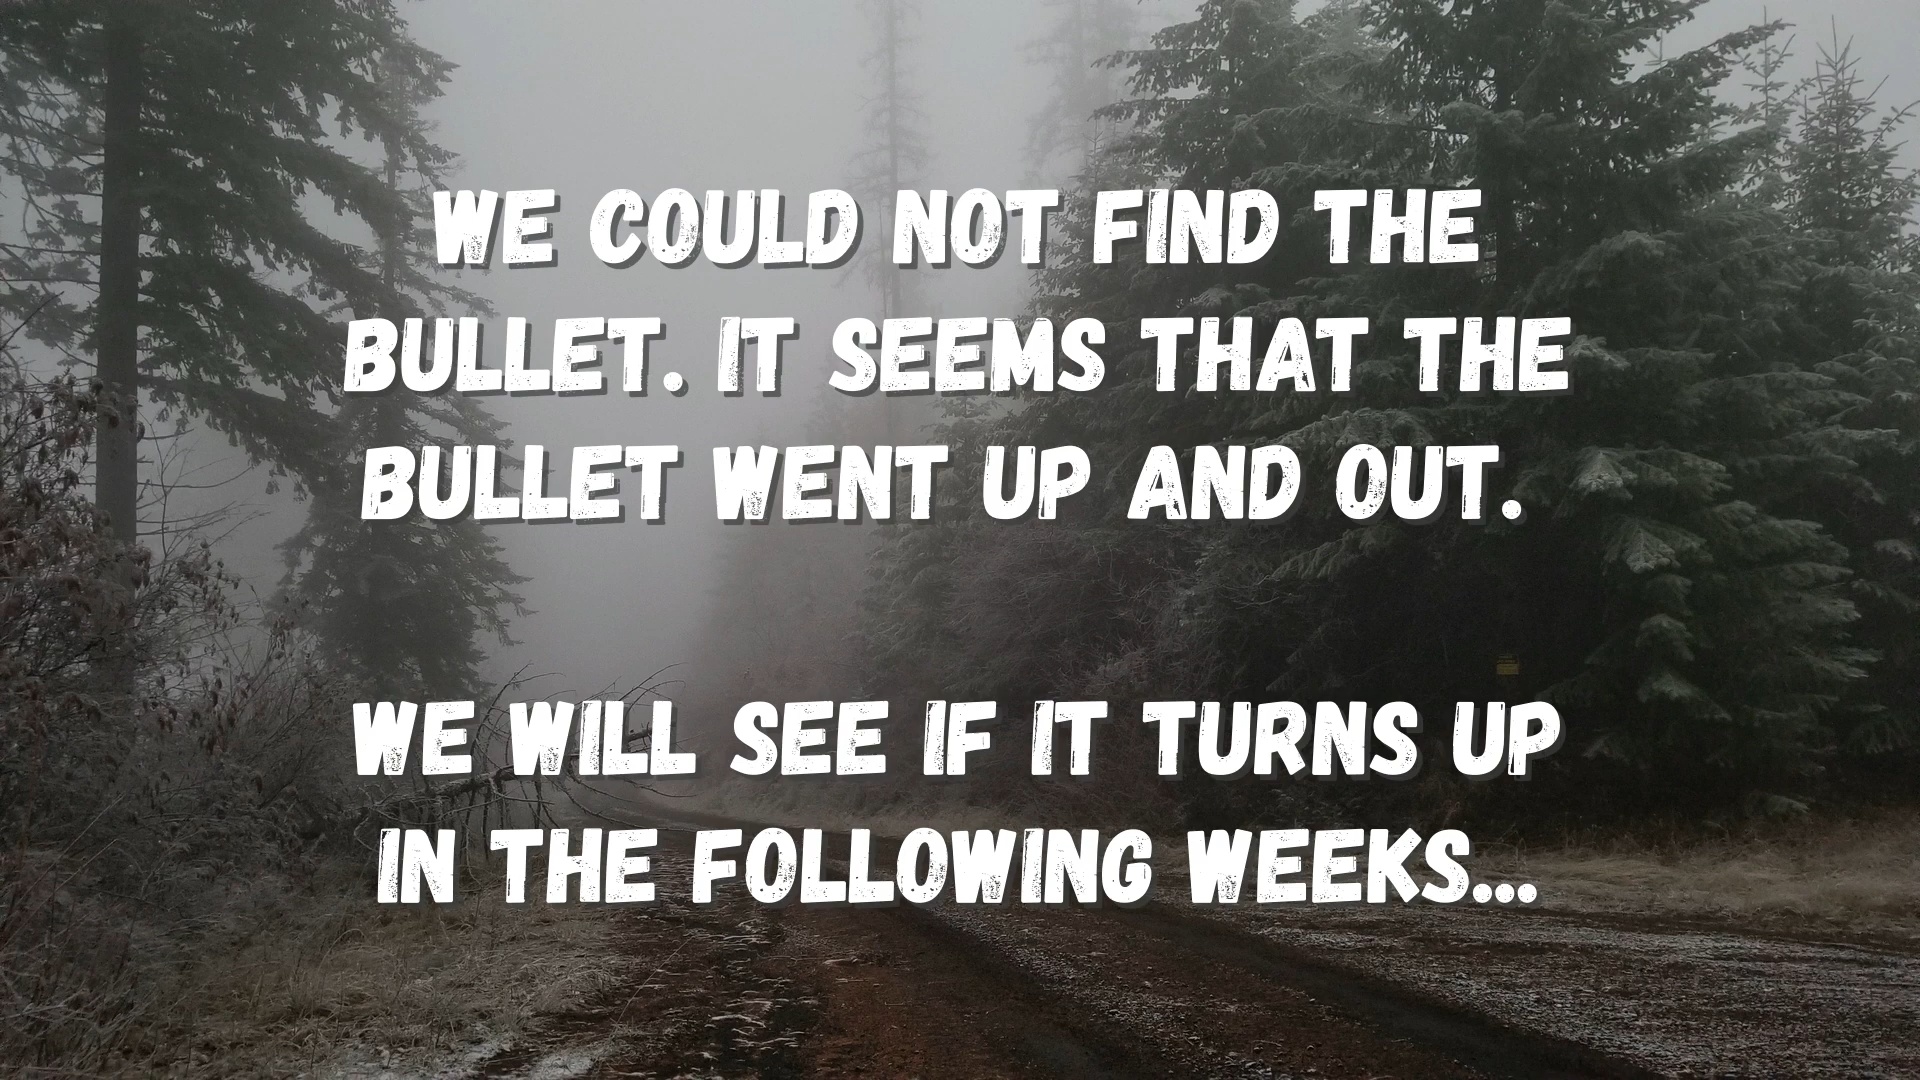 WE COULD NOT FIND THE
BULLET. IT SEEMS THAT THE
BULLET WENT UP AND OUT.
WE WILL SEE IF IT TURNS UP
IN THE FOLLOWING WEEKS...